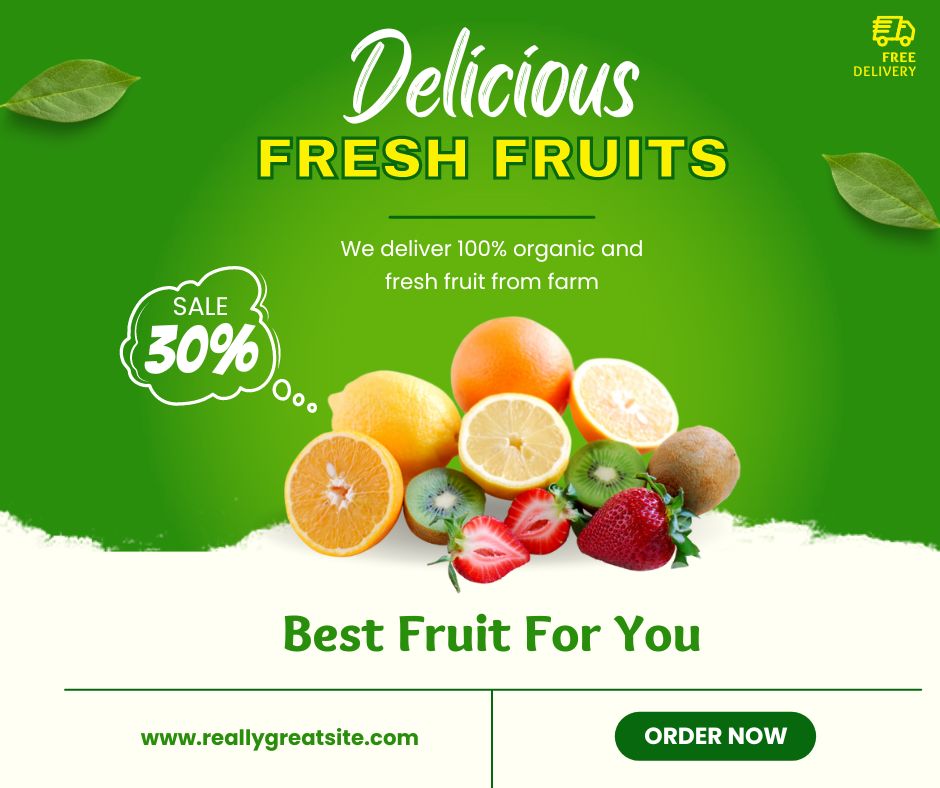 FREE
DELIVERY
Delicious
FRESH FRUITS
We deliver 100% organic and
fresh fruit from farm
SALE
30%
Best Fruit For You
www.reallygreatsite.com
ORDER NOW